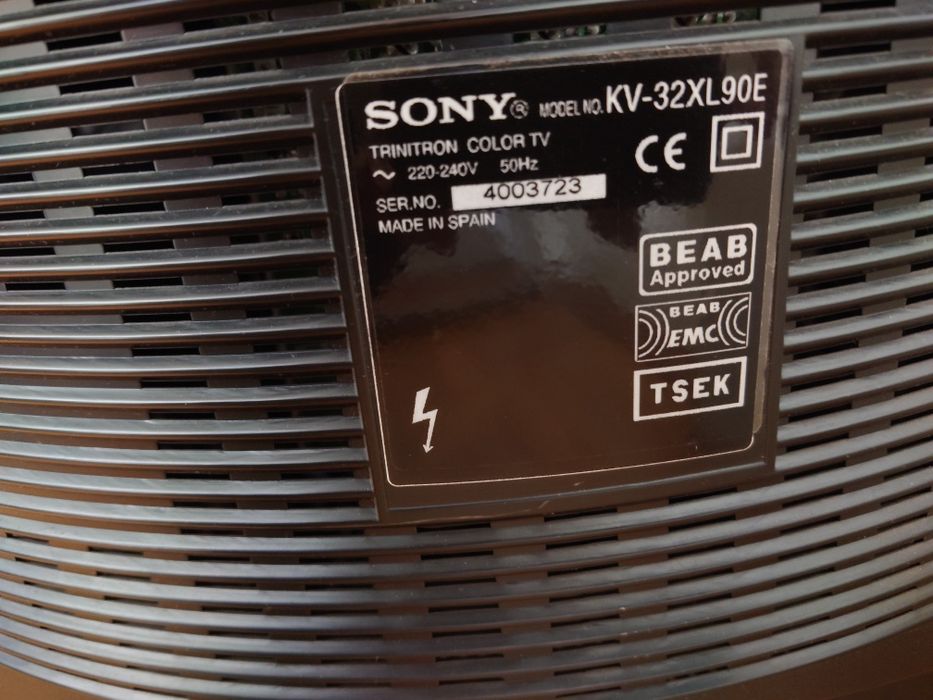 SONY® MODEL NO. KV-32XL90E
TRINITRON COLOR TV
~ 220-240V 50Hz
CE
SER.NO. 4003723
MADE IN SPAIN
BEAB
Approved
BEAB
EMC
TSEK